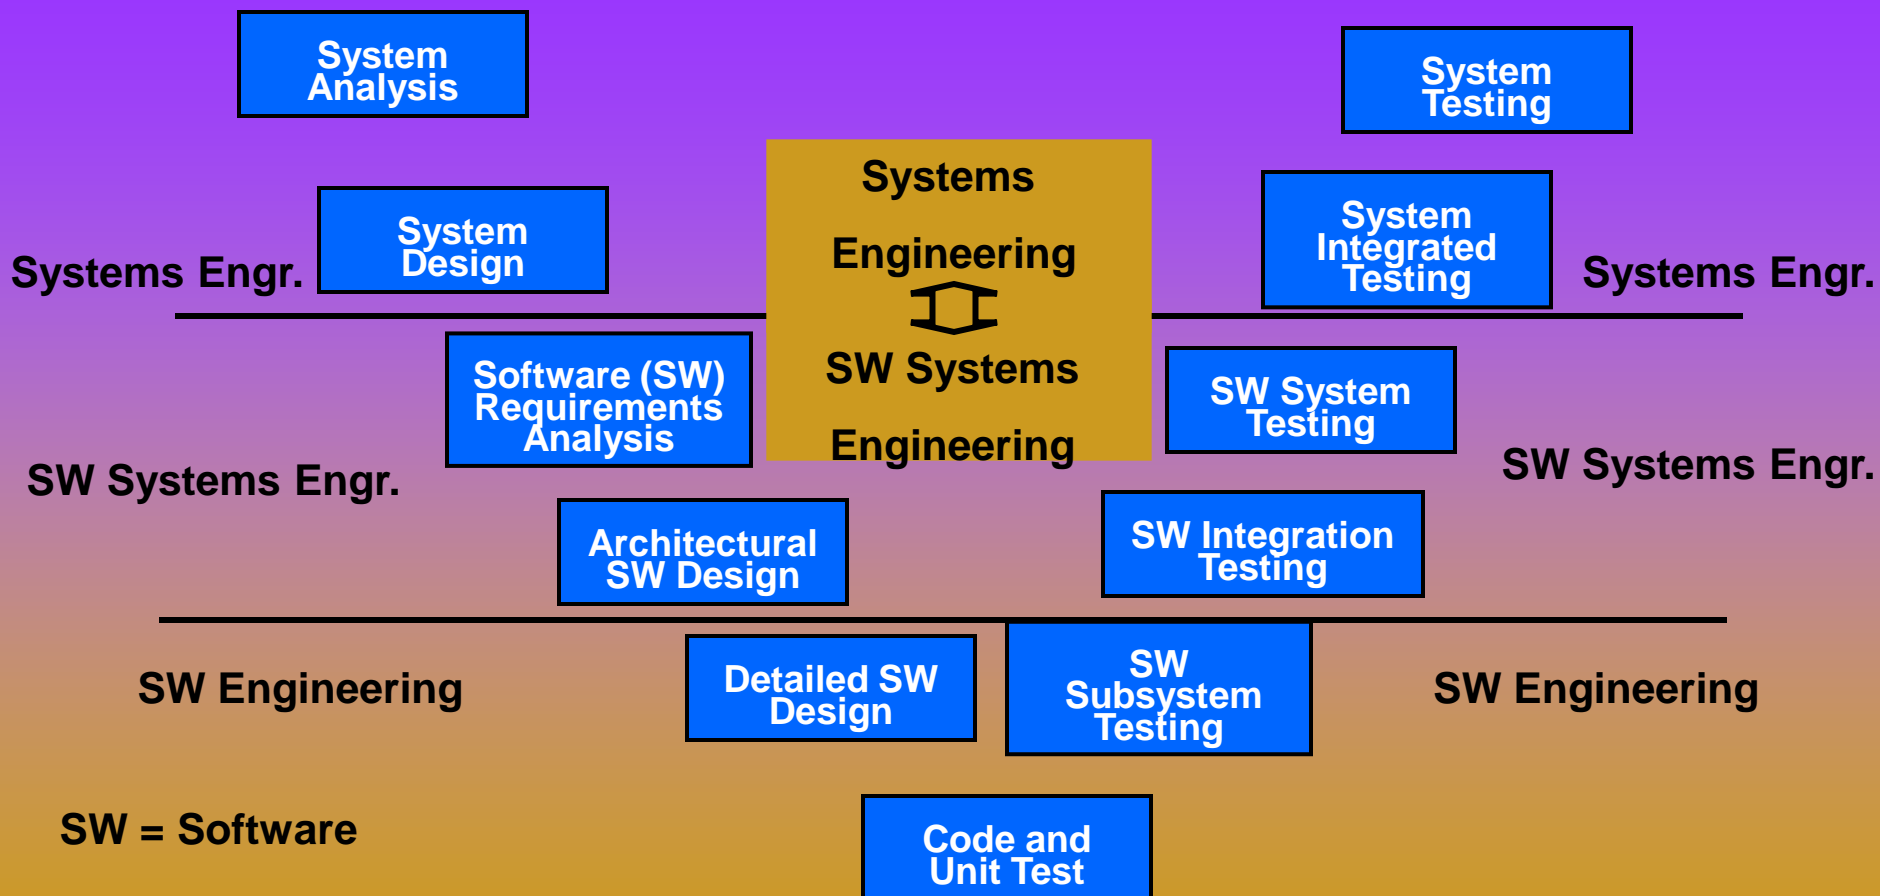 System
Analysis
System
Testing
Systems
Engineering
SW Systems
Engineering
System
Design
System
Integrated
Testing
Systems Engr.
Systems Engr.
Software (SW)
Requirements
Analysis
SW System
Testing
SW Systems Engr.
SW Systems Engr.
Architectural
SW Design
SW Integration
Testing
SW Engineering
Detailed SW
Design
SW
Subsystem
Testing
SW Engineering
SW = Software
Code and
Unit Test